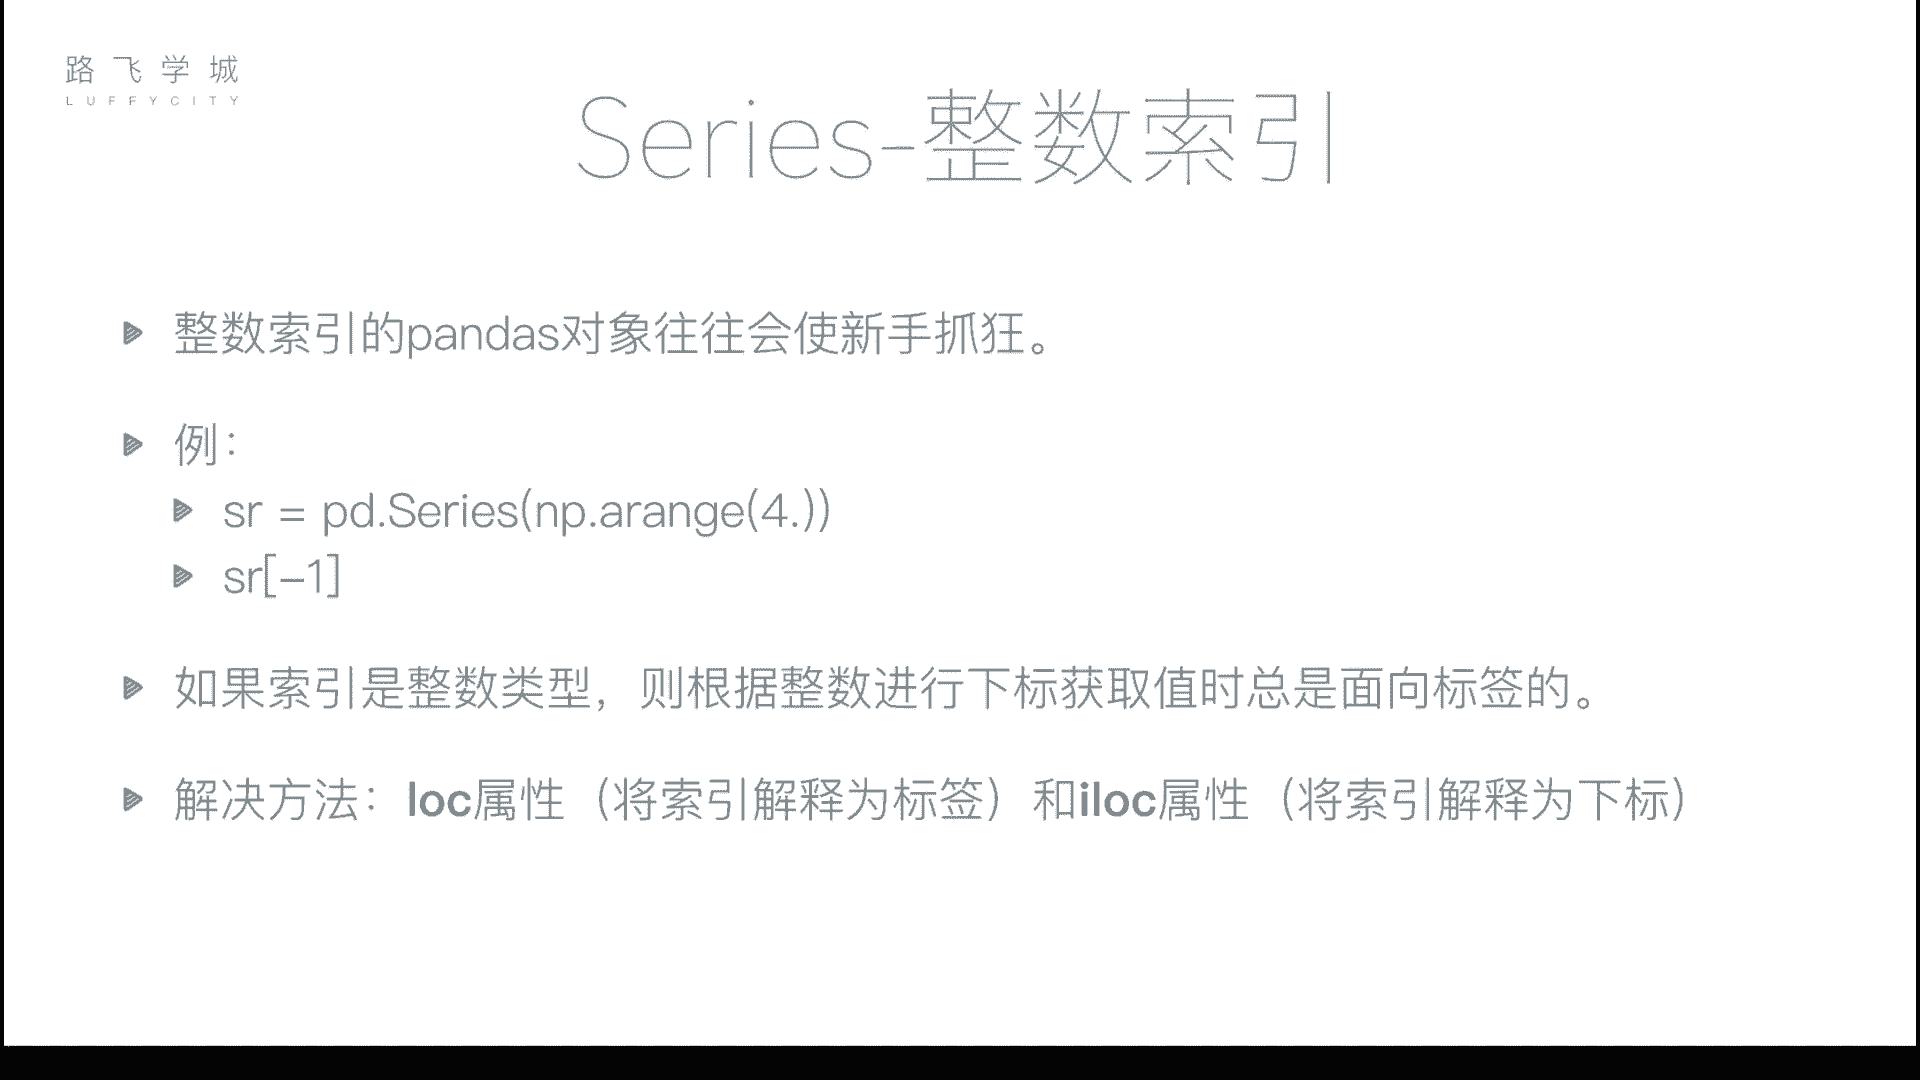 路飞学城
LUFFYCITY
Series-整数索引
整数索引的pandas对象往往会使新手抓狂。
例：
sr = pd.Series(np.arange(4.))
sr[-1]
如果索引是整数类型，则根据整数进行下标获取值时总是面向标签的。
解决方法：loc属性（将索引解释为标签）和iloc属性（将索引解释为下标）